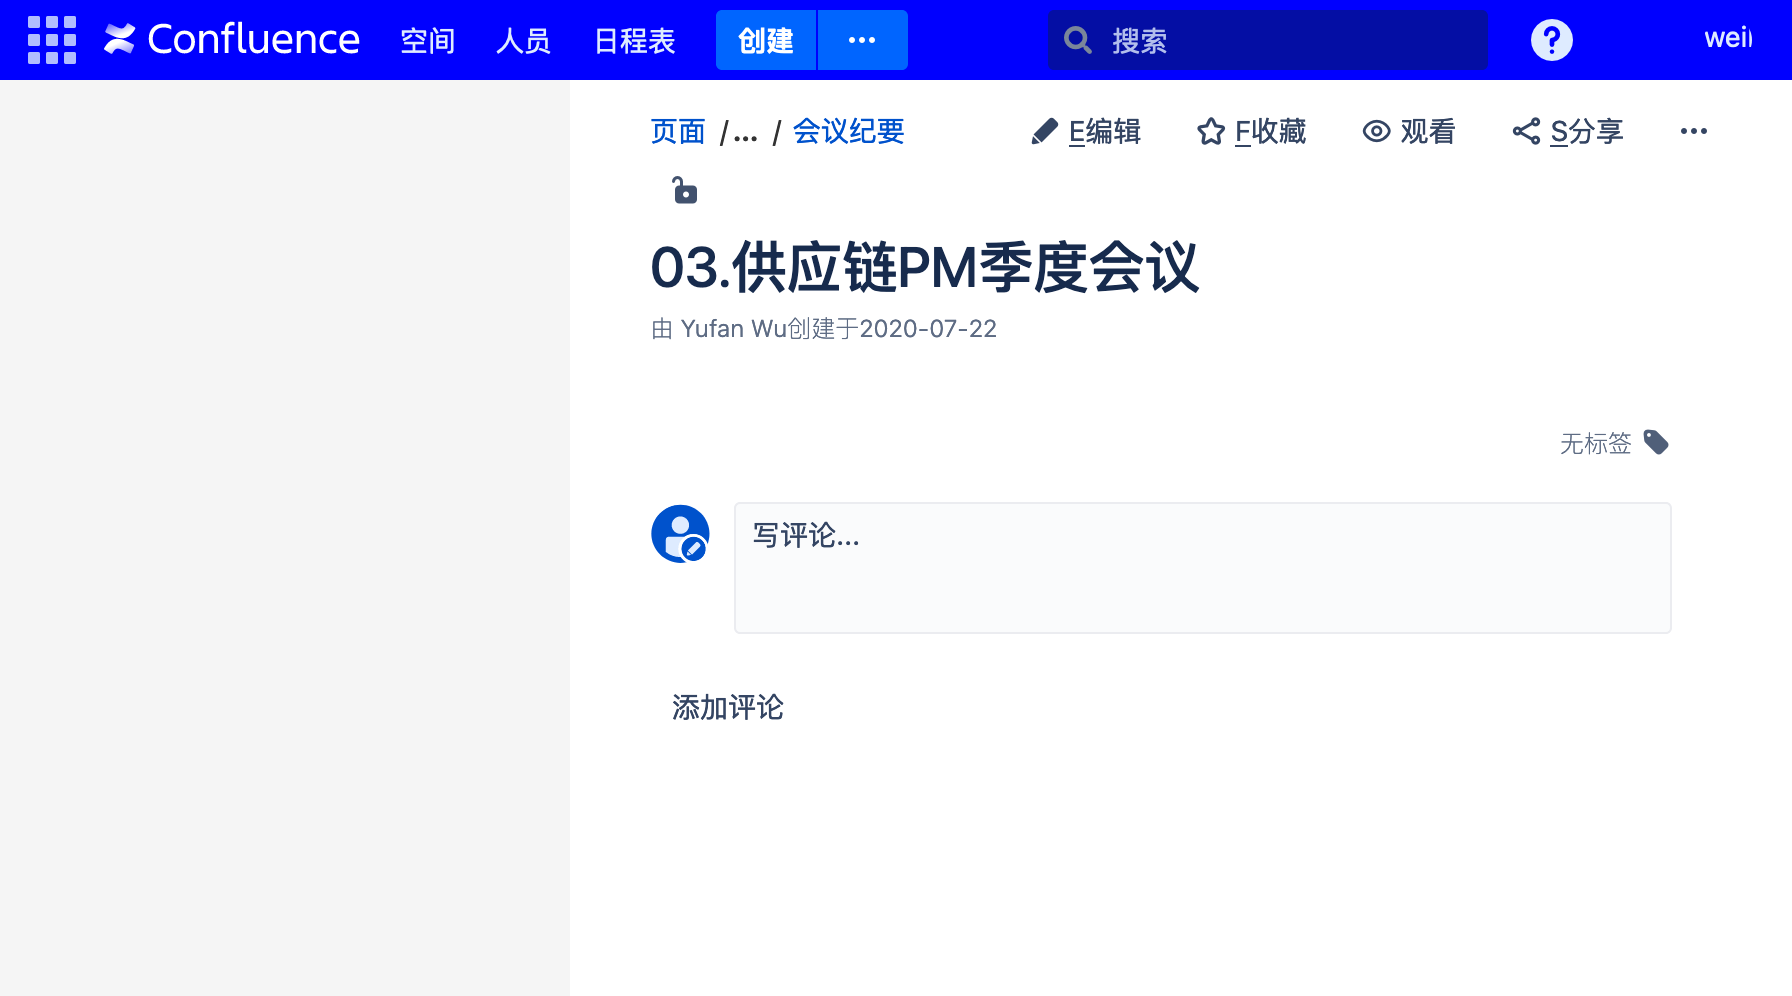 Confluence 空间 人员 日程表 创建 ... 搜索 ? wei
页面 /... / 会议纪要 E编辑 F收藏 观看 S分享 ...
03.供应链PM季度会议
由 Yufan Wu创建于2020-07-22
无标签
写评论...
添加评论